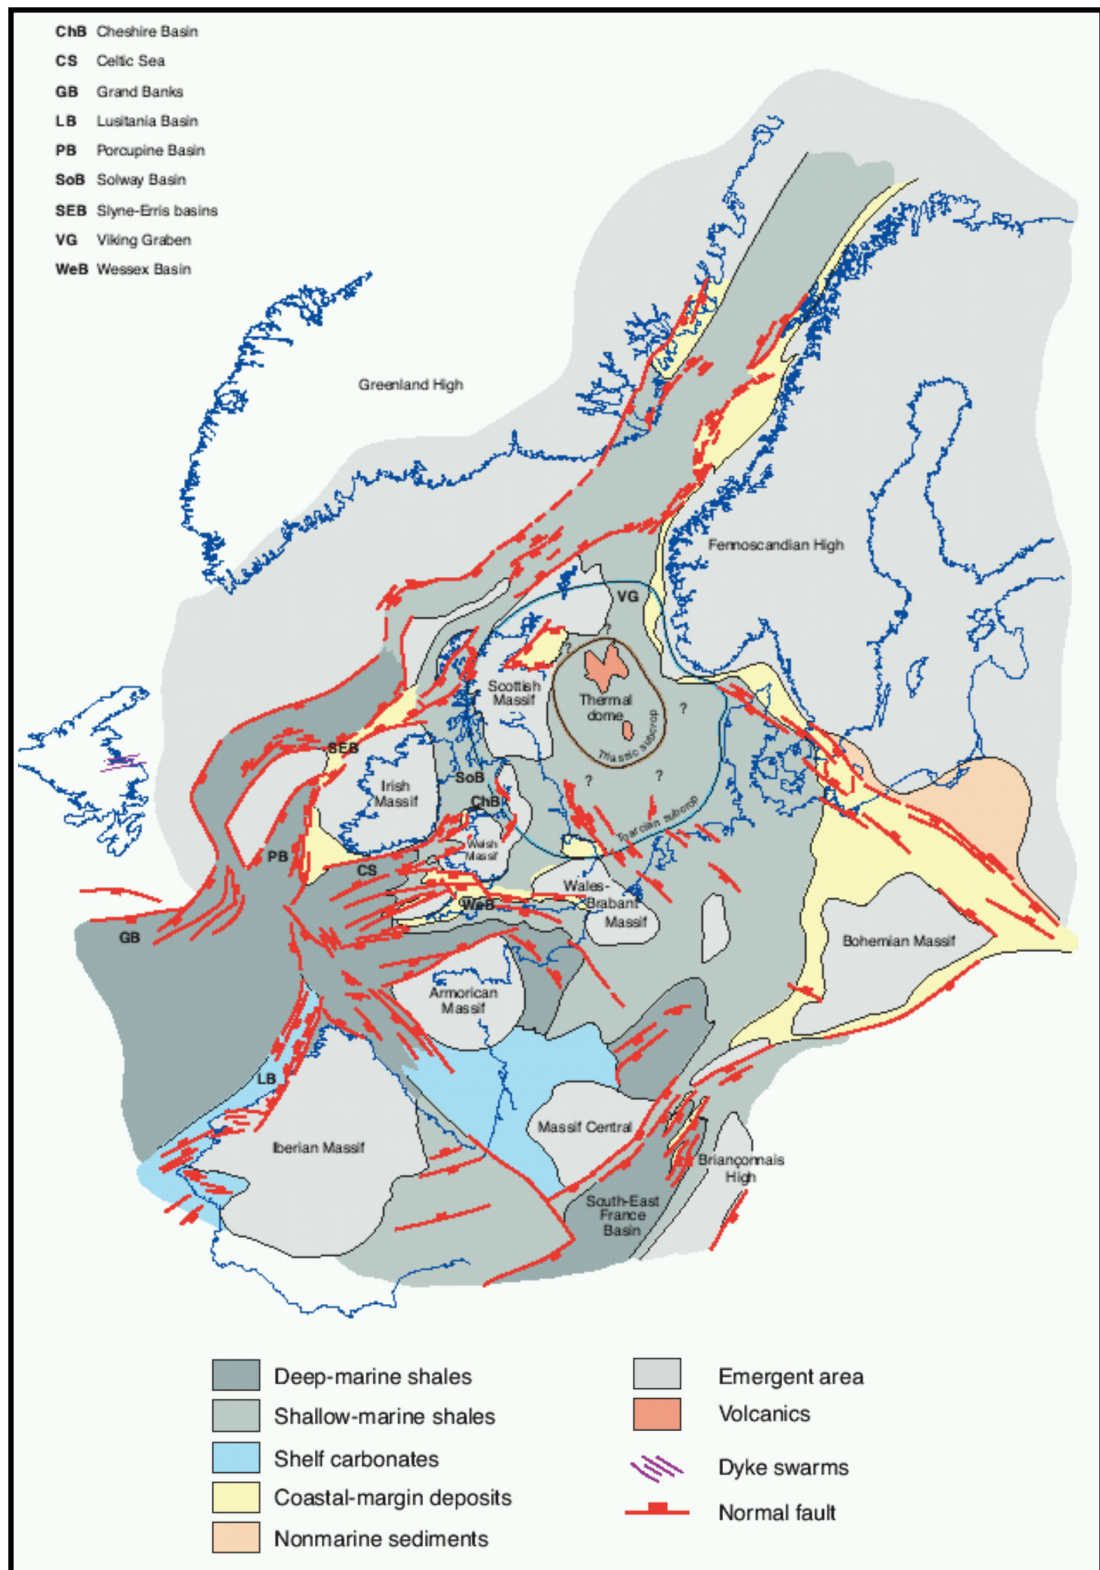 ChB Cheshire Basin
CS Celtic Sea
GB Grand Banks
LB Lusitania Basin
PB Porcupine Basin
SoB Solway Basin
SEB Slyne-Erris basins
VG Viking Graben
WeB Wessex Basin
Greenland High
Fennoscandian High
VG
?
?
Scottish
Massif
Thermal
dome
?
Triassic subcrop
SEB
Irish
Massif
SoB
?
?
ChB
Toarcian subcrop
Welsh
Massif
PB
CS
Wales-
Brabant
Massif
WeB
GB
Bohemian Massif
Armorican
Massif
LB
Massif Central
Iberian Massif
Briançonnais
High
South-East
France
Basin
Deep-marine shales
Shallow-marine shales
Shelf carbonates
Coastal-margin deposits
Nonmarine sediments
Emergent area
Volcanics
Dyke swarms
Normal fault